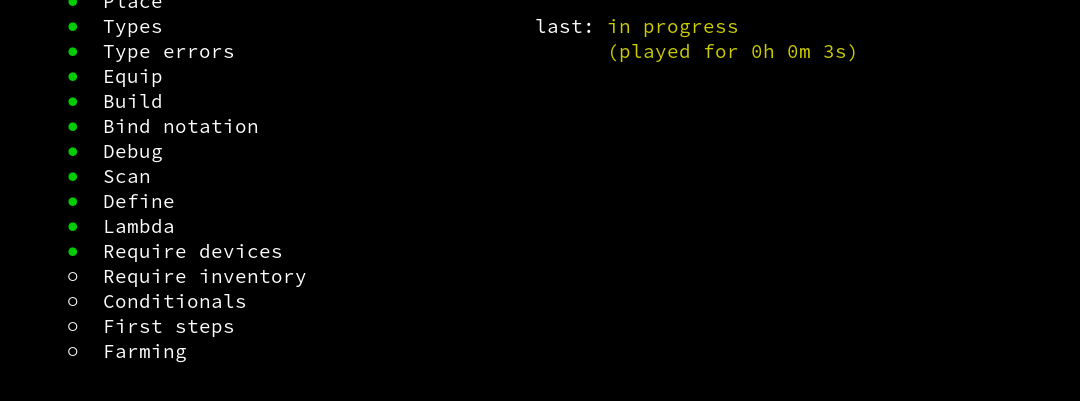 Place
Types
Type errors
Equip
Build
Bind notation
Debug
Scan
Define
Lambda
Require devices
Require inventory
Conditionals
First steps
Farming
last: in progress
(played for 0h 0m 3s)